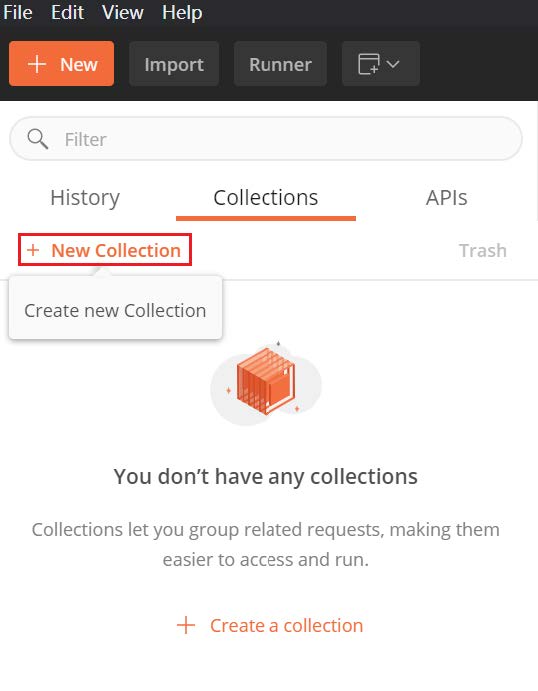 File Edit View Help
+ New Import Runner
Filter
History Collections APIs
+ New Collection Trash
Create new Collection
You don’t have any collections
Collections let you group related requests, making them
easier to access and run.
+ Create a collection